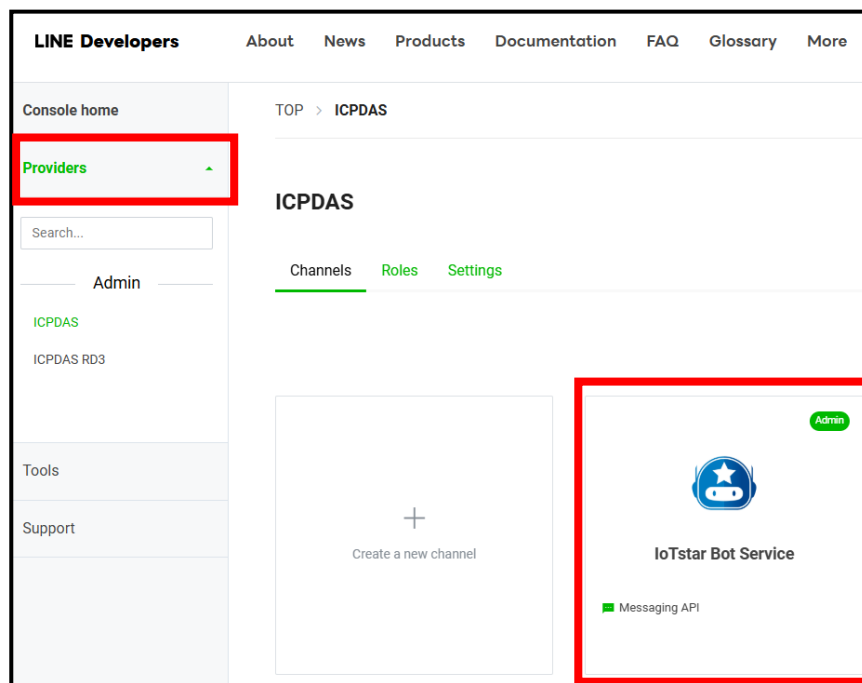 LINE Developers About News Products Documentation FAQ Glossary More
Console home
TOP > ICPDAS
Providers
ICPDAS
Search...
Channels Roles Settings
Admin
ICPDAS
ICPDAS RD3
Admin
Tools
Support
Create a new channel
IoTstar Bot Service
Messaging API